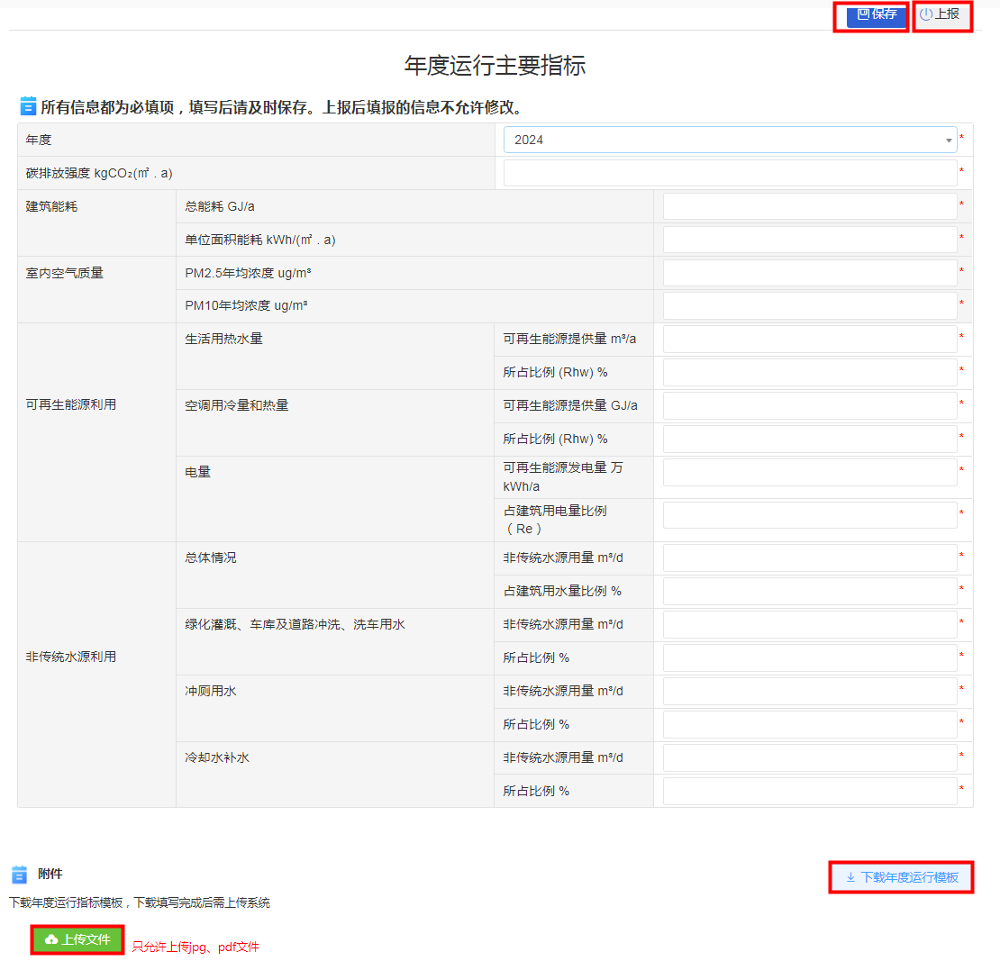 保存 上报
年度运行主要指标
所有信息都为必填项，填写后请及时保存。上报后填报的信息不允许修改。
年度 2024 *
碳排放强度 kgCO₂(㎡ . a) *
建筑能耗 总能耗 GJ/a *
单位面积能耗 kWh/(㎡ . a) *
室内空气质量 PM2.5年均浓度 ug/m³ *
PM10年均浓度 ug/m³ *
生活用热水量 可再生能源提供量 m³/a *
所占比例 (Rhw) % *
可再生能源利用 空调用冷量和热量 可再生能源提供量 GJ/a *
所占比例 (Rhw) % *
电量 可再生能源发电量 万 *
kWh/a
占建筑用电量比例 *
（ Re ）
总体情况 非传统水源用量 m³/d *
占建筑用水量比例 % *
绿化灌溉、车库及道路冲洗、洗车用水 非传统水源用量 m³/d *
非传统水源利用 所占比例 % *
冲厕用水 非传统水源用量 m³/d *
所占比例 % *
冷却水补水 非传统水源用量 m³/d *
所占比例 % *
附件 下载年度运行模板
下载年度运行指标模板，下载填写完成后需上传系统
上传文件 只允许上传jpg、pdf文件